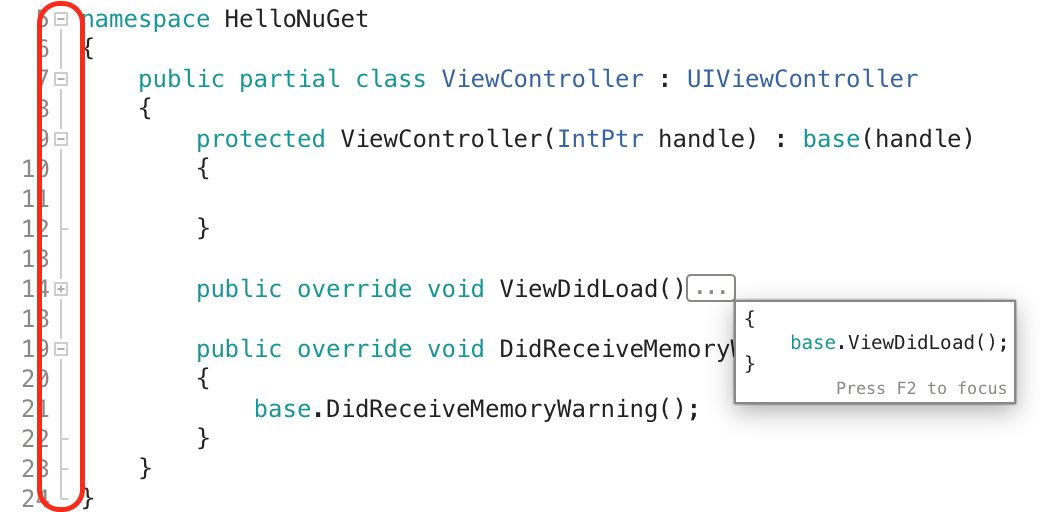 5 namespace HelloNuGet
6 {
7 public partial class ViewController : UIViewController
8 {
9 protected ViewController(IntPtr handle) : base(handle)
10 {
11
12 }
13
14 public override void ViewDidLoad()...
18
{
19 public override void DidReceiveMemoryW
base.ViewDidLoad();
}
20 {
Press F2 to focus
21 base.DidReceiveMemoryWarning();
22 }
23 }
24 }